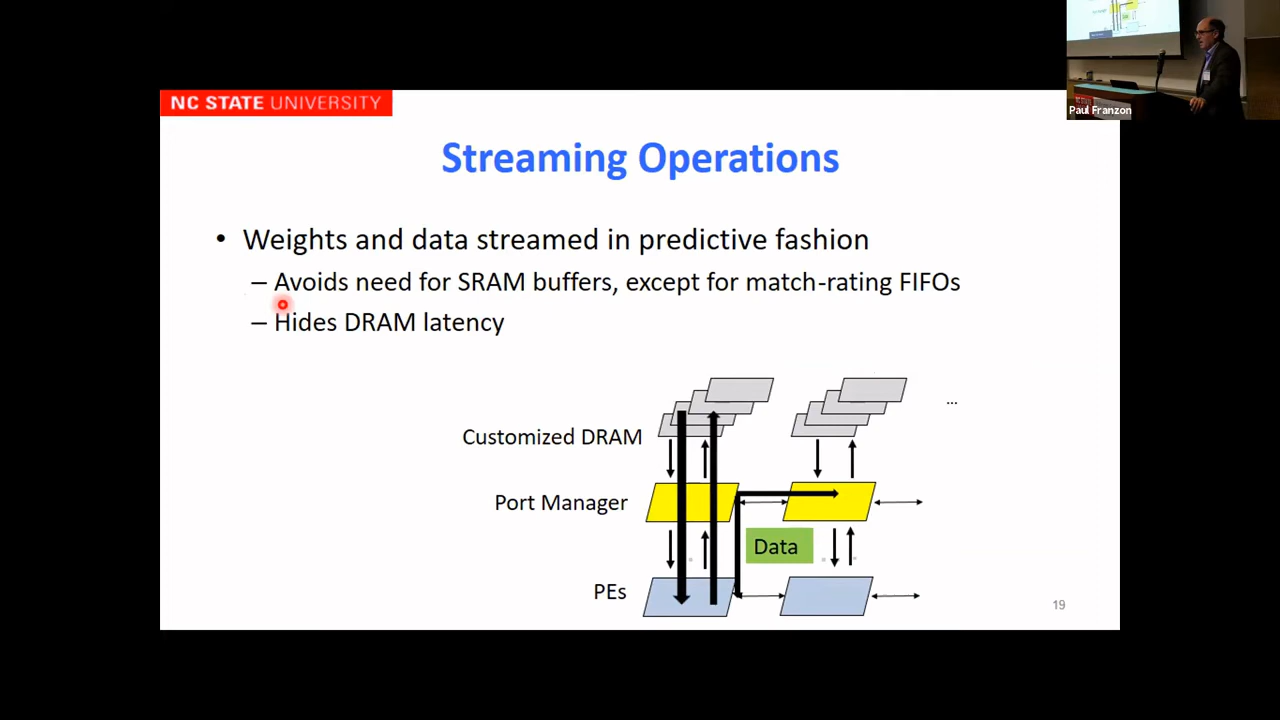 NC STATE UNIVERSITY
Paul Franzon
Streaming Operations
• Weights and data streamed in predictive fashion
– Avoids need for SRAM buffers, except for match-rating FIFOs
– Hides DRAM latency
...
Customized DRAM
Port Manager
Data
PEs
19